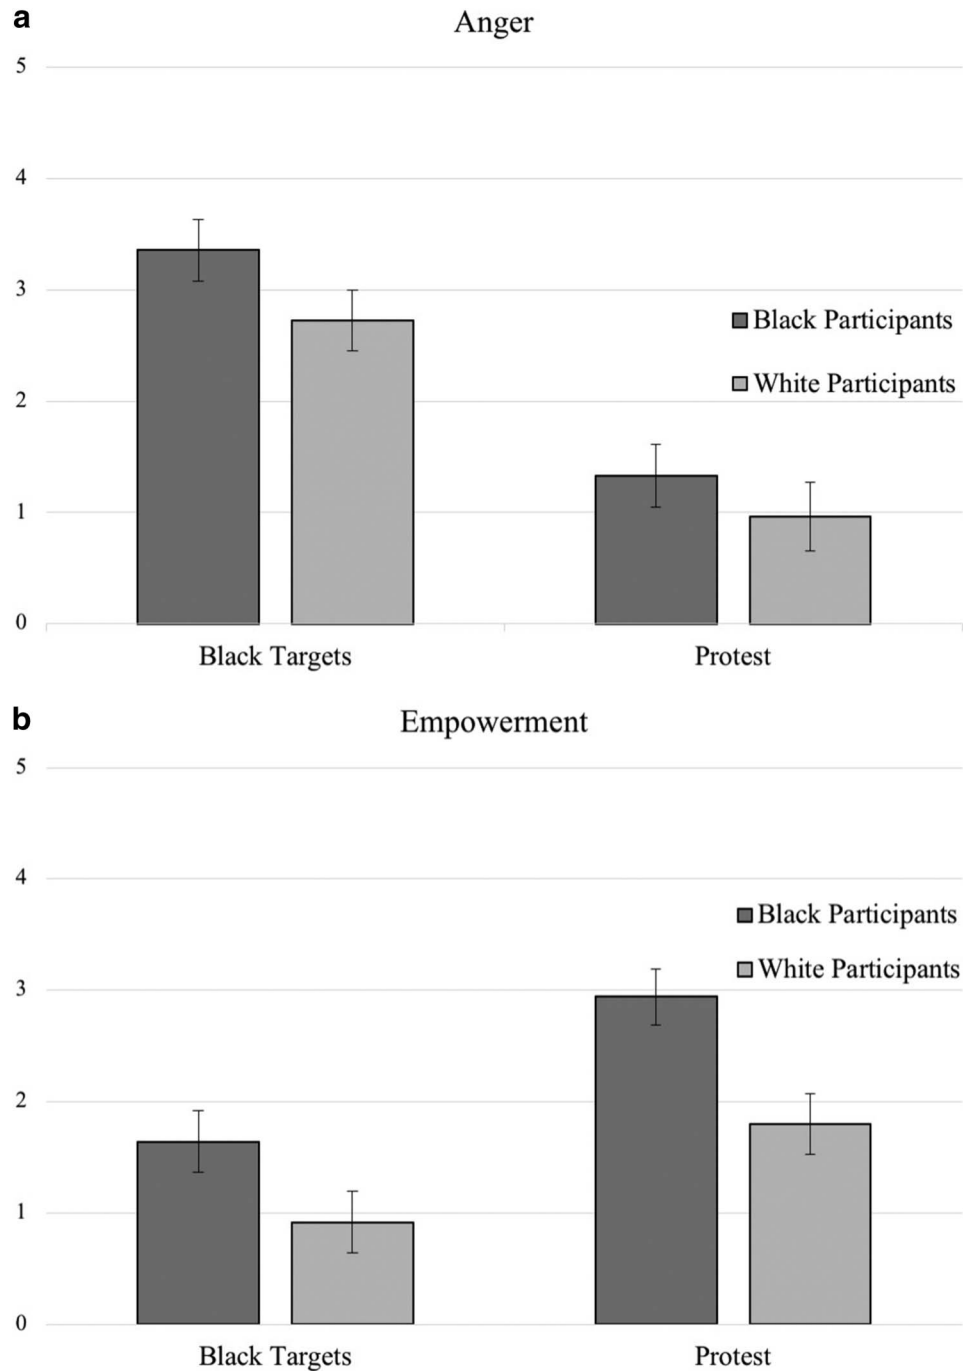 a
Anger
5
4
3
2
1
0
Black Participants
White Participants
Black Targets
Protest
b
Empowerment
5
4
3
2
1
0
Black Participants
White Participants
Black Targets
Protest